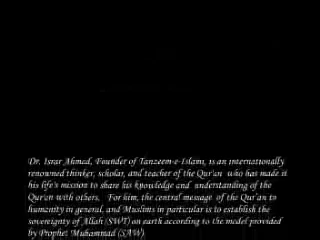 Dr. Israr Ahmed, Founder of Tanzeem-e-Islami, is an internationally
renowned thinker, scholar, and teacher of the Qur'an who has made it
his life's mission to share his knowledge and understanding of the
Qur'an with others. For him, the central message of the Qur'an to
humanity in general, and Muslims in particular is to establish the
sovereignty of Allah (SWT) on earth according to the model provided
by Prophet Muhammad (SAW).